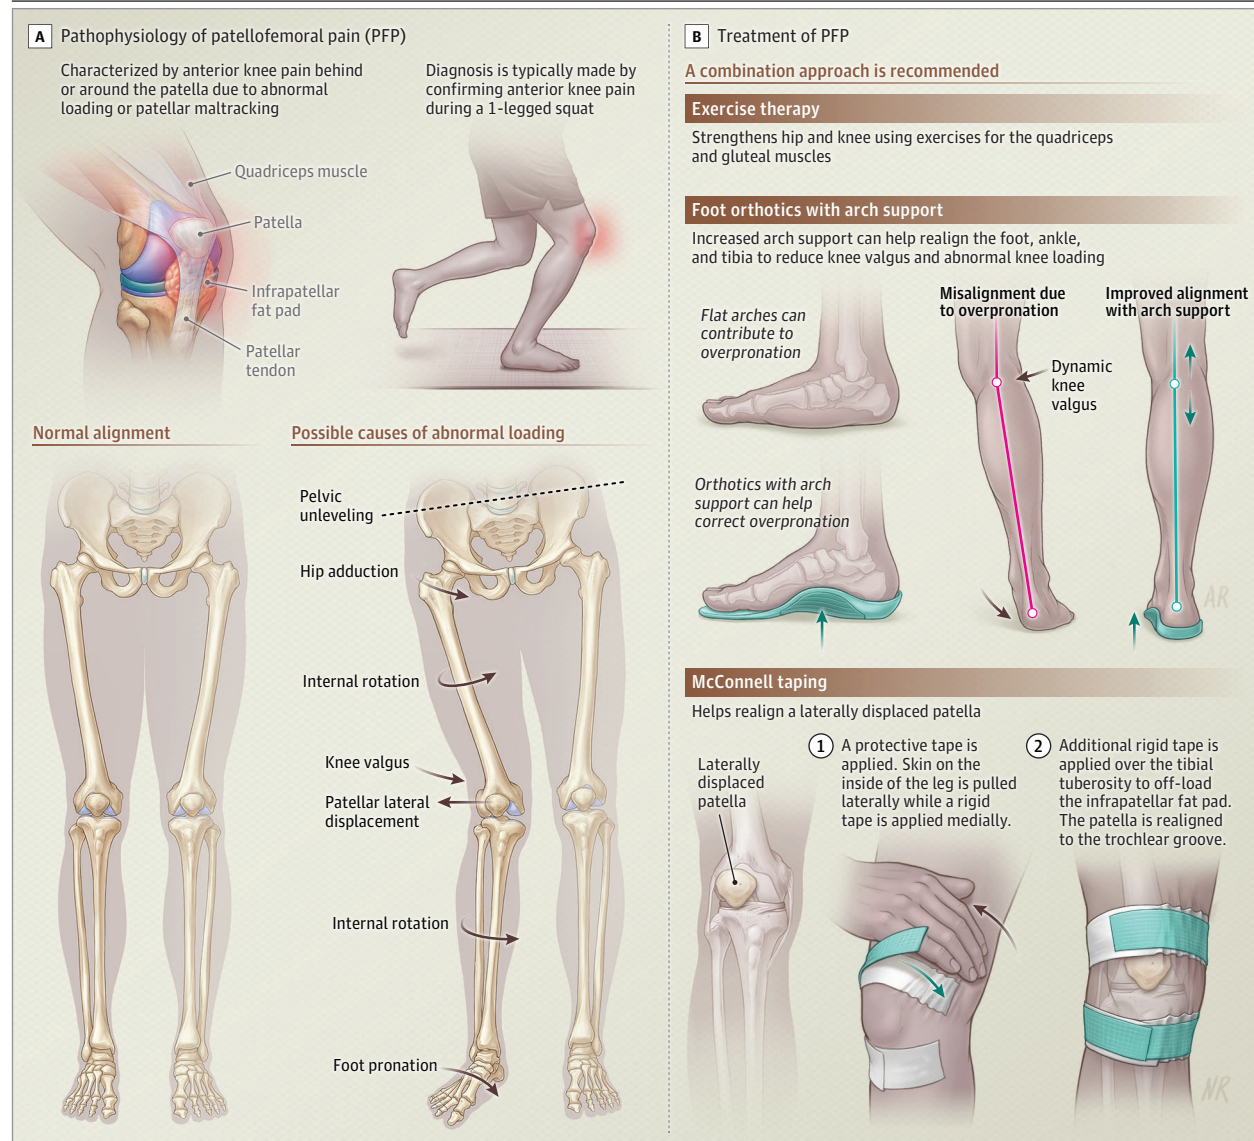 A Pathophysiology of patellofemoral pain (PFP)
Characterized by anterior knee pain behind
or around the patella due to abnormal
loading or patellar maltracking
Diagnosis is typically made by
confirming anterior knee pain
during a 1-legged squat
Quadriceps muscle
Patella
Infrapatellar
fat pad
Patellar
tendon
Normal alignment
Possible causes of abnormal loading
Pelvic
unleveling
Hip adduction
Internal rotation
Knee valgus
Patellar lateral
displacement
Internal rotation
Foot pronation
B Treatment of PFP
A combination approach is recommended
Exercise therapy
Strengthens hip and knee using exercises for the quadriceps
and gluteal muscles
Foot orthotics with arch support
Increased arch support can help realign the foot, ankle,
and tibia to reduce knee valgus and abnormal knee loading
Flat arches can
contribute to
overpronation
Orthotics with arch
support can help
correct overpronation
Misalignment due
to overpronation
Dynamic
knee
valgus
Improved alignment
with arch support
AR
McConnell taping
Helps realign a laterally displaced patella
Laterally
displaced
patella
1 A protective tape is
applied. Skin on the
inside of the leg is pulled
laterally while a rigid
tape is applied medially.
2 Additional rigid tape is
applied over the tibial
tuberosity to off-load
the infrapatellar fat pad.
The patella is realigned
to the trochlear groove.
NR